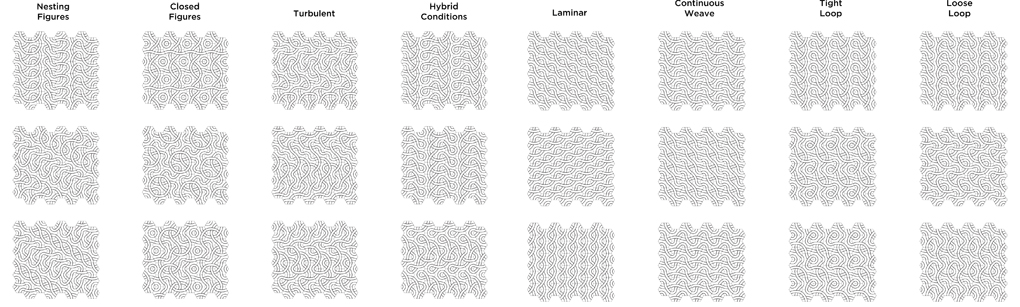 Nesting
Figures
Closed
Figures
Turbulent
Hybrid
Conditions
Laminar
Continuous
Weave
Tight
Loop
Loose
Loop